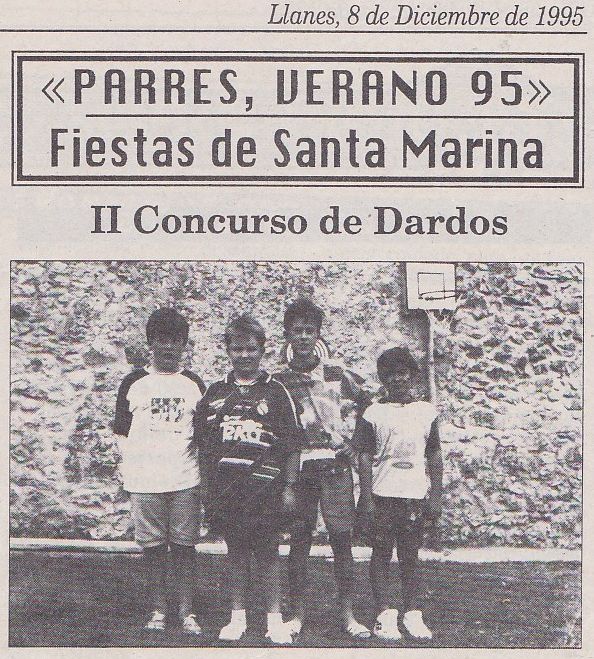 Llanes, 8 de Diciembre de 1995
«PARRES, VERANO 95»
Fiestas de Santa Marina
II Concurso de Dardos